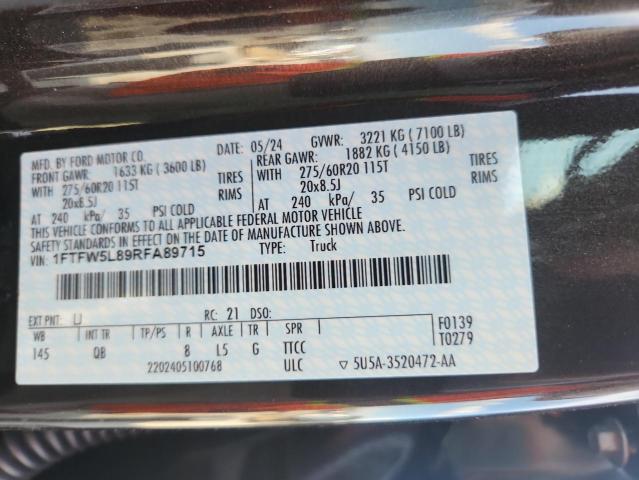 MFD. BY FORD MOTOR CO.
DATE: 05/24 GVWR: 3221 KG ( 7100 LB)
FRONT GAWR: 1633 KG ( 3600 LB)
REAR GAWR: 1882 KG ( 4150 LB)
WITH 275/60R20 115T TIRES
WITH 275/60R20 115T TIRES
20x8.5J RIMS
20x8.5J RIMS
AT 240 kPa/ 35 PSI COLD
AT 240 kPa/ 35 PSI COLD
THIS VEHICLE CONFORMS TO ALL APPLICABLE FEDERAL MOTOR VEHICLE
SAFETY STANDARDS IN EFFECT ON THE DATE OF MANUFACTURE SHOWN ABOVE.
VIN: 1FTFW5L89RFA89715 TYPE: Truck
EXT PNT: UJ RC: 21 DSO:
WB INT TR TP/PS R AXLE TR SPR
145 QB 8 L5 G TTCC
2202405100768 ULC
F0139
T0279
▽ 5U5A-3520472-AA